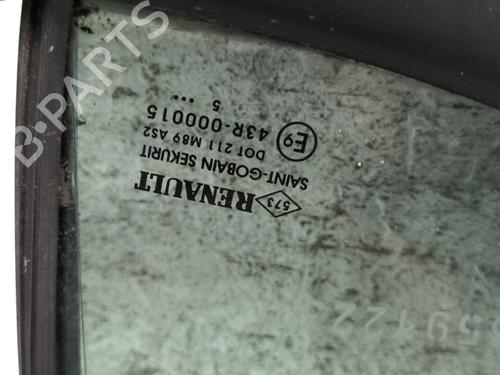 573 RENAULT
SAINT-GOBAIN SEKURIT
DOT 211 M89 AS2
E9 43R-000015
5 ...
B-PARTS